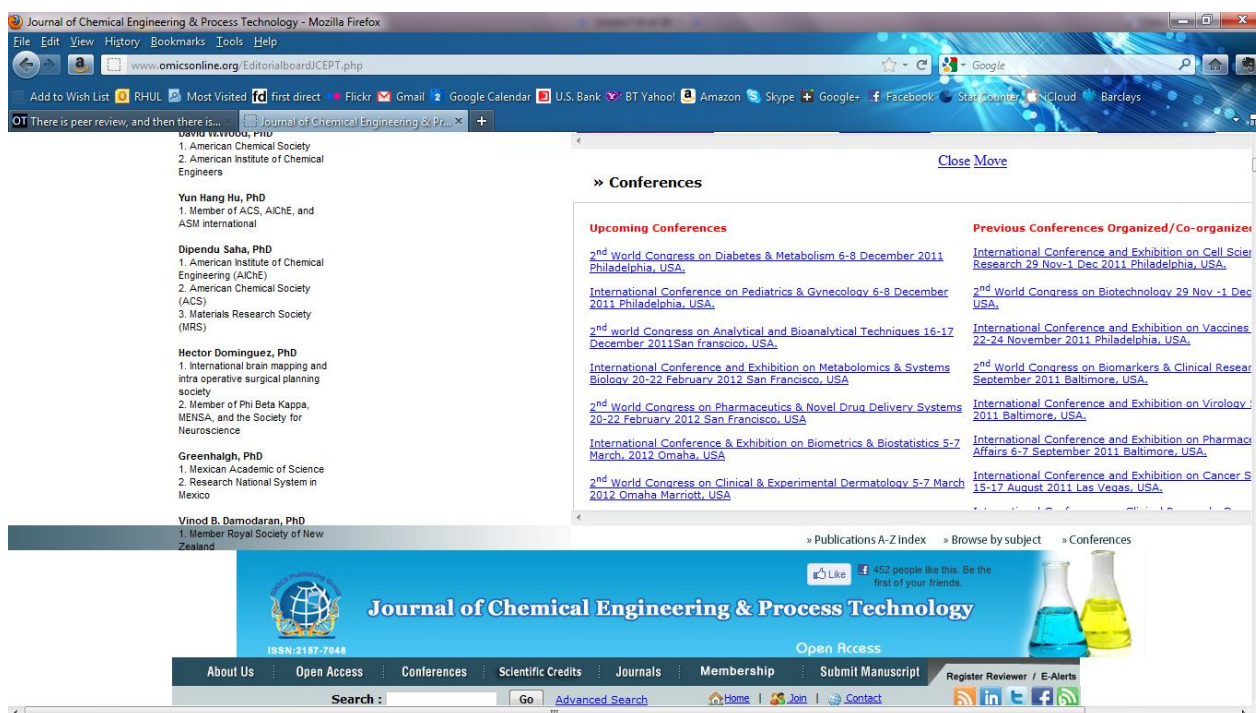 Journal of Chemical Engineering & Process Technology - Mozilla Firefox
File Edit View History Bookmarks Tools Help
www.omicsonline.org/EditorialboardJCEPT.php
Google
Add to Wish List RHUL Most Visited fd first direct Flickr Gmail Google Calendar U.S. Bank BT Yahoo! Amazon Skype Google+ Facebook StatCounter iCloud Barclays
OT There is peer review, and then there is...
Journal of Chemical Engineering & Pr...
David W.Wood, PhD
1. American Chemical Society
2. American Institute of Chemical
Engineers
Yun Hang Hu, PhD
1. Member of ACS, AIChE, and
ASM international
Dipendu Saha, PhD
1. American Institute of Chemical
Engineering (AIChE)
2. American Chemical Society
(ACS)
3. Materials Research Society
(MRS)
Hector Dominguez, PhD
1. International brain mapping and
intra operative surgical planning
society
2. Member of Phi Beta Kappa,
MENSA, and the Society for
Neuroscience
Greenhalgh, PhD
1. Mexican Academic of Science
2. Research National System in
Mexico
Vinod B. Damodaran, PhD
1. Member Royal Society of New
Zealand
Close Move
» Conferences
Upcoming Conferences
2nd World Congress on Diabetes & Metabolism 6-8 December 2011
Philadelphia, USA.
International Conference on Pediatrics & Gynecology 6-8 December
2011 Philadelphia, USA.
2nd world Congress on Analytical and Bioanalytical Techniques 16-17
December 2011San franscico, USA.
International Conference and Exhibition on Metabolomics & Systems
Biology 20-22 February 2012 San Francisco, USA
2nd World Congress on Pharmaceutics & Novel Drug Delivery Systems
20-22 February 2012 San Francisco, USA
International Conference & Exhibition on Biometrics & Biostatistics 5-7
March, 2012 Omaha, USA
2nd World Congress on Clinical & Experimental Dermatology 5-7 March
2012 Omaha Marriott, USA
Previous Conferences Organized/Co-organized
International Conference and Exhibition on Cell Scien
Research 29 Nov-1 Dec 2011 Philadelphia, USA.
2nd World Congress on Biotechnology 29 Nov -1 Dec
USA.
International Conference and Exhibition on Vaccines
22-24 November 2011 Philadelphia, USA.
2nd World Congress on Biomarkers & Clinical Resear
September 2011 Baltimore, USA.
International Conference and Exhibition on Virology
2011 Baltimore, USA.
International Conference and Exhibition on Pharmace
Affairs 6-7 September 2011 Baltimore, USA.
International Conference and Exhibition on Cancer S
15-17 August 2011 Las Vegas, USA.
» Publications A-Z index » Browse by subject » Conferences
Like 452 people like this. Be the
first of your friends.
Journal of Chemical Engineering & Process Technology
ISSN:2157-7048
Open Access
About Us Open Access Conferences Scientific Credits Journals Membership Submit Manuscript Register Reviewer / E-Alerts
Search : Go Advanced Search Home | Join | Contact